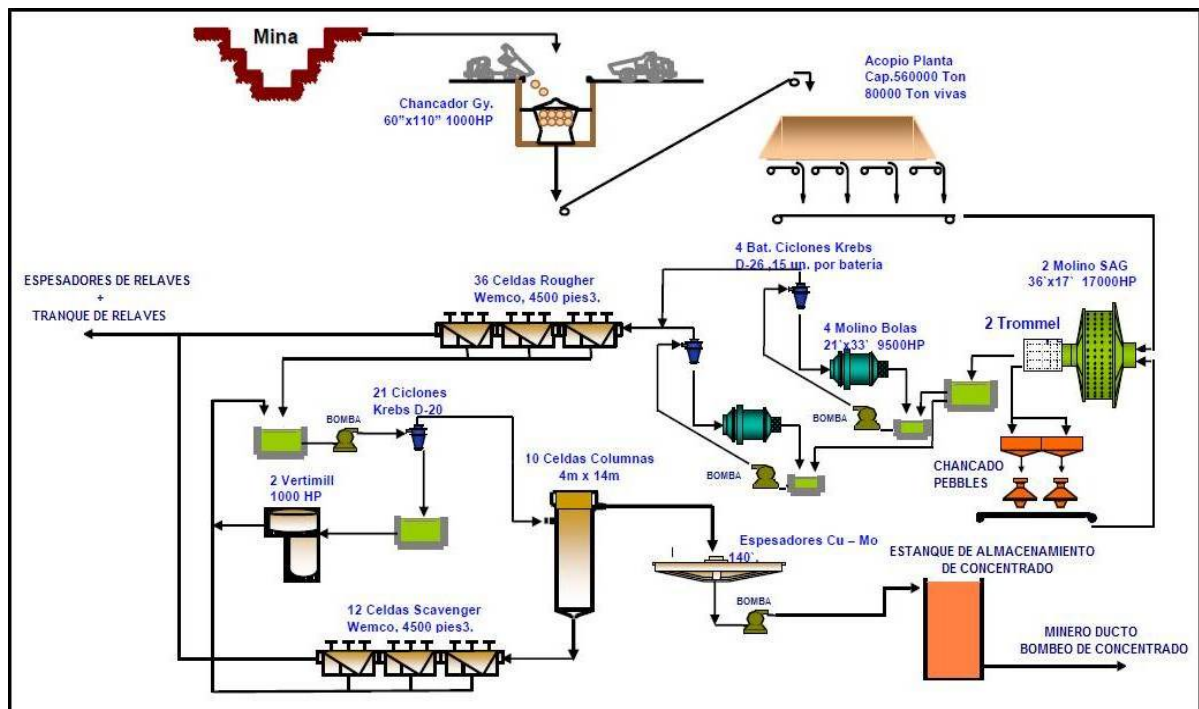 Mina
Chancador Gy.
60”x110” 1000HP
Acopio Planta
Cap.560000 Ton
80000 Ton vivas
4 Bat. Ciclones Krebs
D-26 ,15 un. por batería
2 Molino SAG
36`x17` 17000HP
ESPESADORES DE RELAVES
+
TRANQUE DE RELAVES
36 Celdas Rougher
Wemco, 4500 pies3.
2 Trommel
4 Molino Bolas
21`x33` 9500HP
21 Ciclones
Krebs D-20
BOMBA
BOMBA
10 Celdas Columnas
4m x 14m
BOMBA
CHANCADO
PEBBLES
2 Vertimill
1000 HP
Espesadores Cu – Mo
140`.
ESTANQUE DE ALMACENAMIENTO
DE CONCENTRADO
BOMBA
12 Celdas Scavenger
Wemco, 4500 pies3.
MINERO DUCTO
BOMBEO DE CONCENTRADO